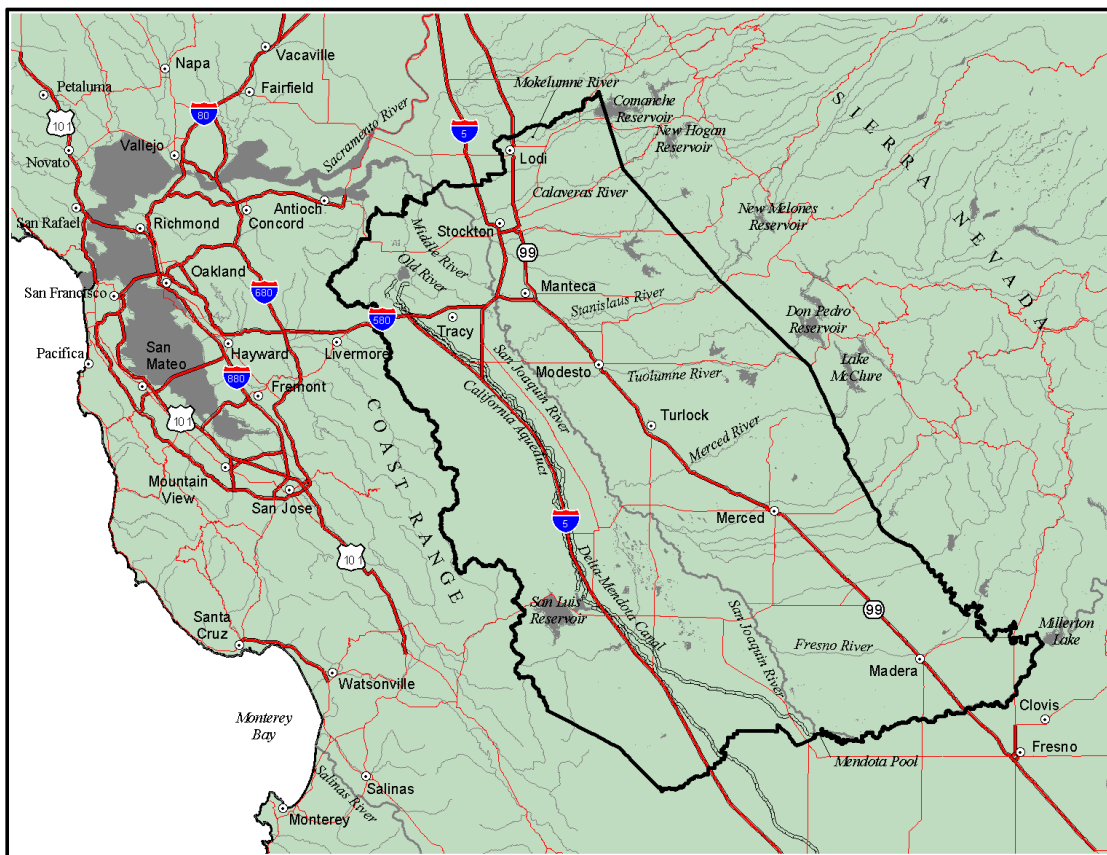 Vacaville
Napa
Petaluma
Fairfield
101
80
5
Mokelumne River
Comanche
Reservoir
New Hogan
Reservoir
SIERRA NEVADA
Sacramento River
Novato
Vallejo
Lodi
Calaveras River
San Rafael
Richmond
Concord
Antioch
Stockton
Middle River
Old River
99
New Melones
Reservoir
Oakland
San Francisco
680
Manteca
Stanislaus River
580
Tracy
Don Pedro
Reservoir
Pacifica
San
Mateo
Hayward
Livermore
880
Fremont
Modesto
Tuolumne River
Lake
McClure
San Joaquin River
California Aqueduct
101
COAST RANGE
Turlock
Merced River
Mountain
View
San Jose
Merced
5
101
Delta-Mendota Canal
San Luis
Reservoir
San Joaquin River
99
Santa
Cruz
Fresno River
Millerton
Lake
Madera
Watsonville
Monterey
Bay
Clovis
Fresno
Mendota Pool
Salinas River
Salinas
Monterey